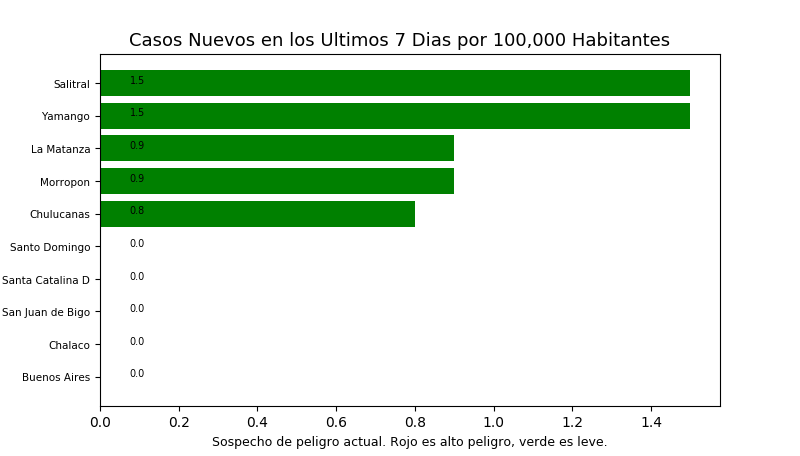 Casos Nuevos en los Ultimos 7 Dias por 100,000 Habitantes
Salitral 1.5
Yamango 1.5
La Matanza 0.9
Morropon 0.9
Chulucanas 0.8
Santo Domingo 0.0
Santa Catalina D 0.0
San Juan de Bigo 0.0
Chalaco 0.0
Buenos Aires 0.0
0.0 0.2 0.4 0.6 0.8 1.0 1.2 1.4
Sospecho de peligro actual. Rojo es alto peligro, verde es leve.